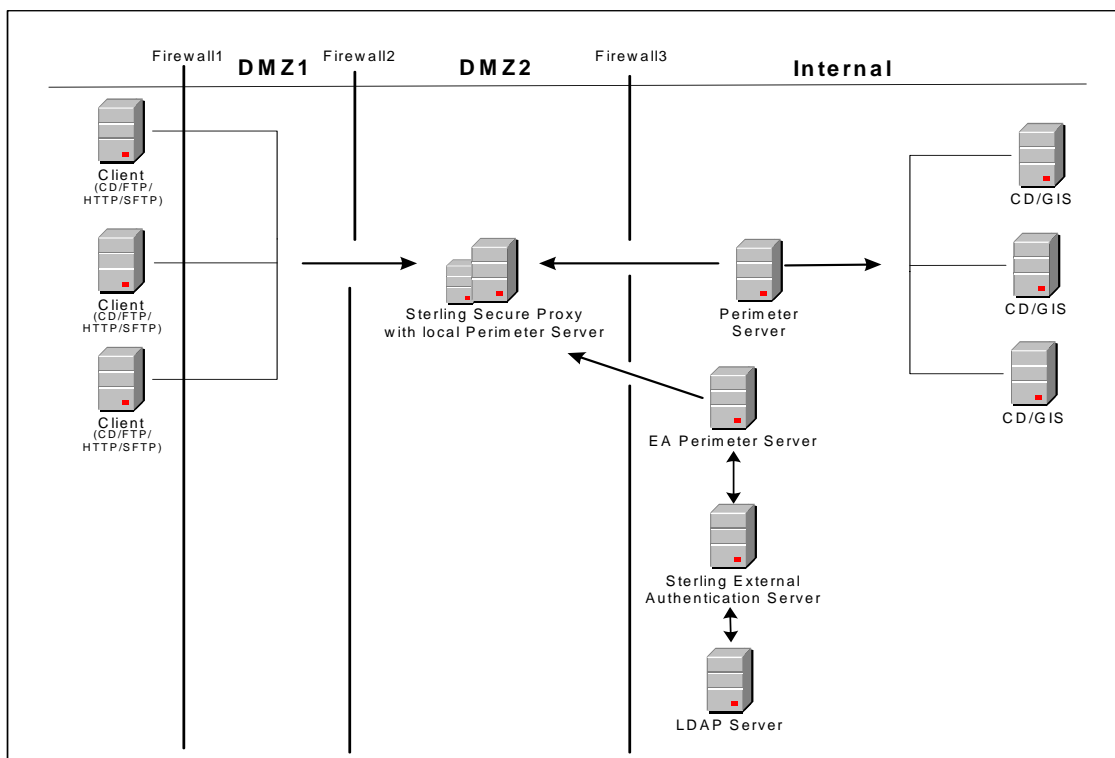 Firewall1
DMZ1
Firewall2
DMZ2
Firewall3
Internal
Client
(CD/FTP/
HTTP/SFTP)
Client
(CD/FTP/
HTTP/SFTP)
Client
(CD/FTP/
HTTP/SFTP)
Sterling Secure Proxy
with local Perimeter Server
Perimeter
Server
EA Perimeter Server
Sterling External
Authentication Server
LDAP Server
CD/GIS
CD/GIS
CD/GIS